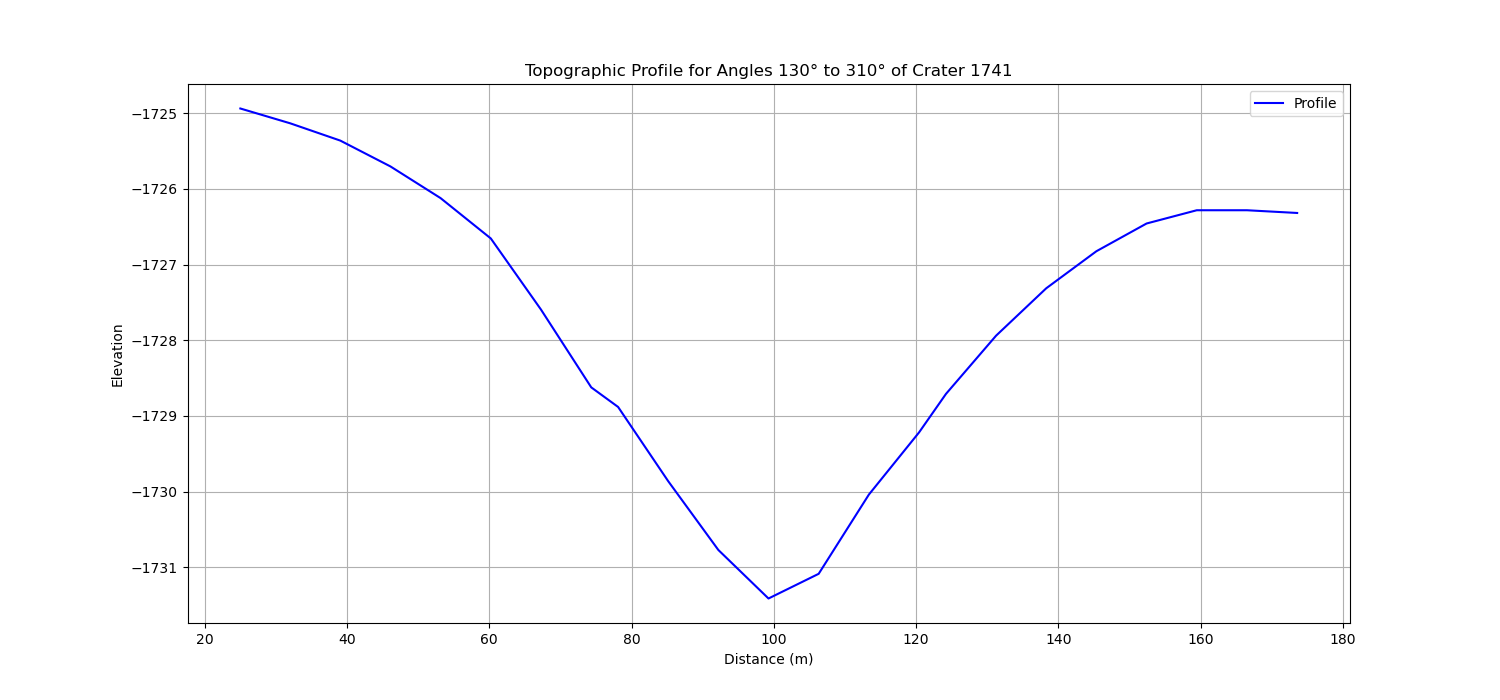 Topographic Profile for Angles 130° to 310° of Crater 1741
Profile
−1725
−1726
−1727
−1728
−1729
−1730
−1731
Elevation
20 40 60 80 100 120 140 160 180
Distance (m)